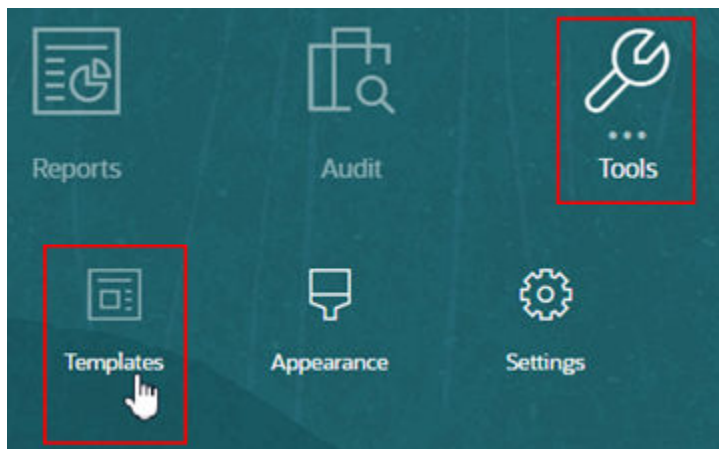 Reports
Audit
Tools
Templates
Appearance
Settings